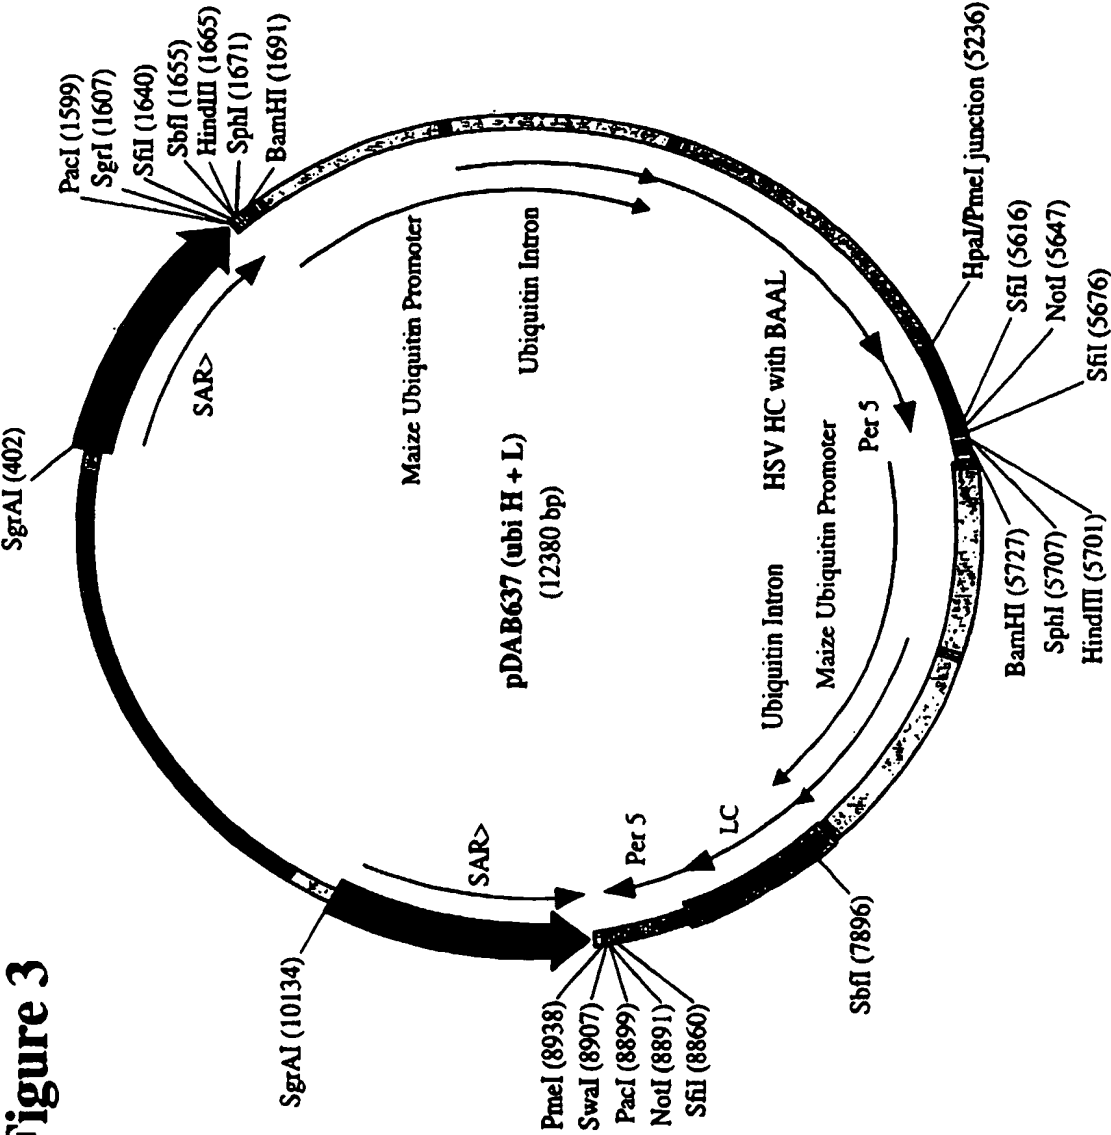 Figure 3
SgrAI (402)
PacI (1599)
SgrI (1607)
SfiI (1640)
SbfI (1655)
HindIII (1665)
SphI (1671)
BamHI (1691)
SAR>
Maize Ubiquitin Promoter
Ubiquitin Intron
pDAB637 (ubi H + L)
(12380 bp)
HSV HC with BAAL
Per 5
HpaI/PmeI junction (5236)
SfiI (5616)
NotI (5647)
SfiI (5676)
Ubiquitin Intron
Maize Ubiquitin Promoter
BamHI (5727)
SphI (5707)
HindIII (5701)
SAR>
Per 5
LC
SbfI (7896)
SgrAI (10134)
PmeI (8938)
SwaI (8907)
PacI (8899)
NotI (8891)
SfiI (8860)